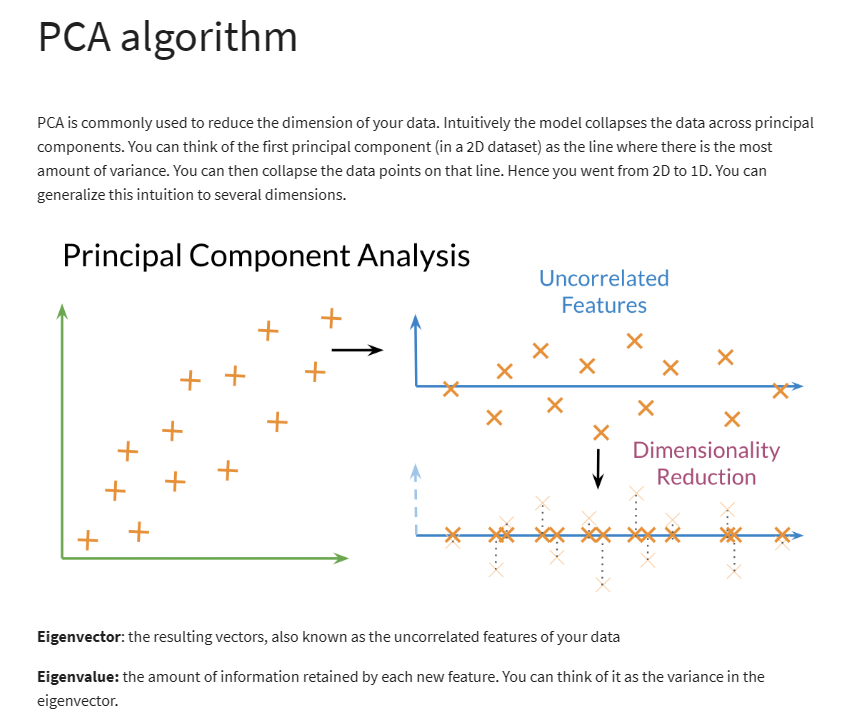 PCA algorithm
PCA is commonly used to reduce the dimension of your data. Intuitively the model collapses the data across principal
components. You can think of the first principal component (in a 2D dataset) as the line where there is the most
amount of variance. You can then collapse the data points on that line. Hence you went from 2D to 1D. You can
generalize this intuition to several dimensions.
Principal Component Analysis
Uncorrelated
Features
Dimensionality
Reduction
Eigenvector: the resulting vectors, also known as the uncorrelated features of your data
Eigenvalue: the amount of information retained by each new feature. You can think of it as the variance in the
eigenvector.